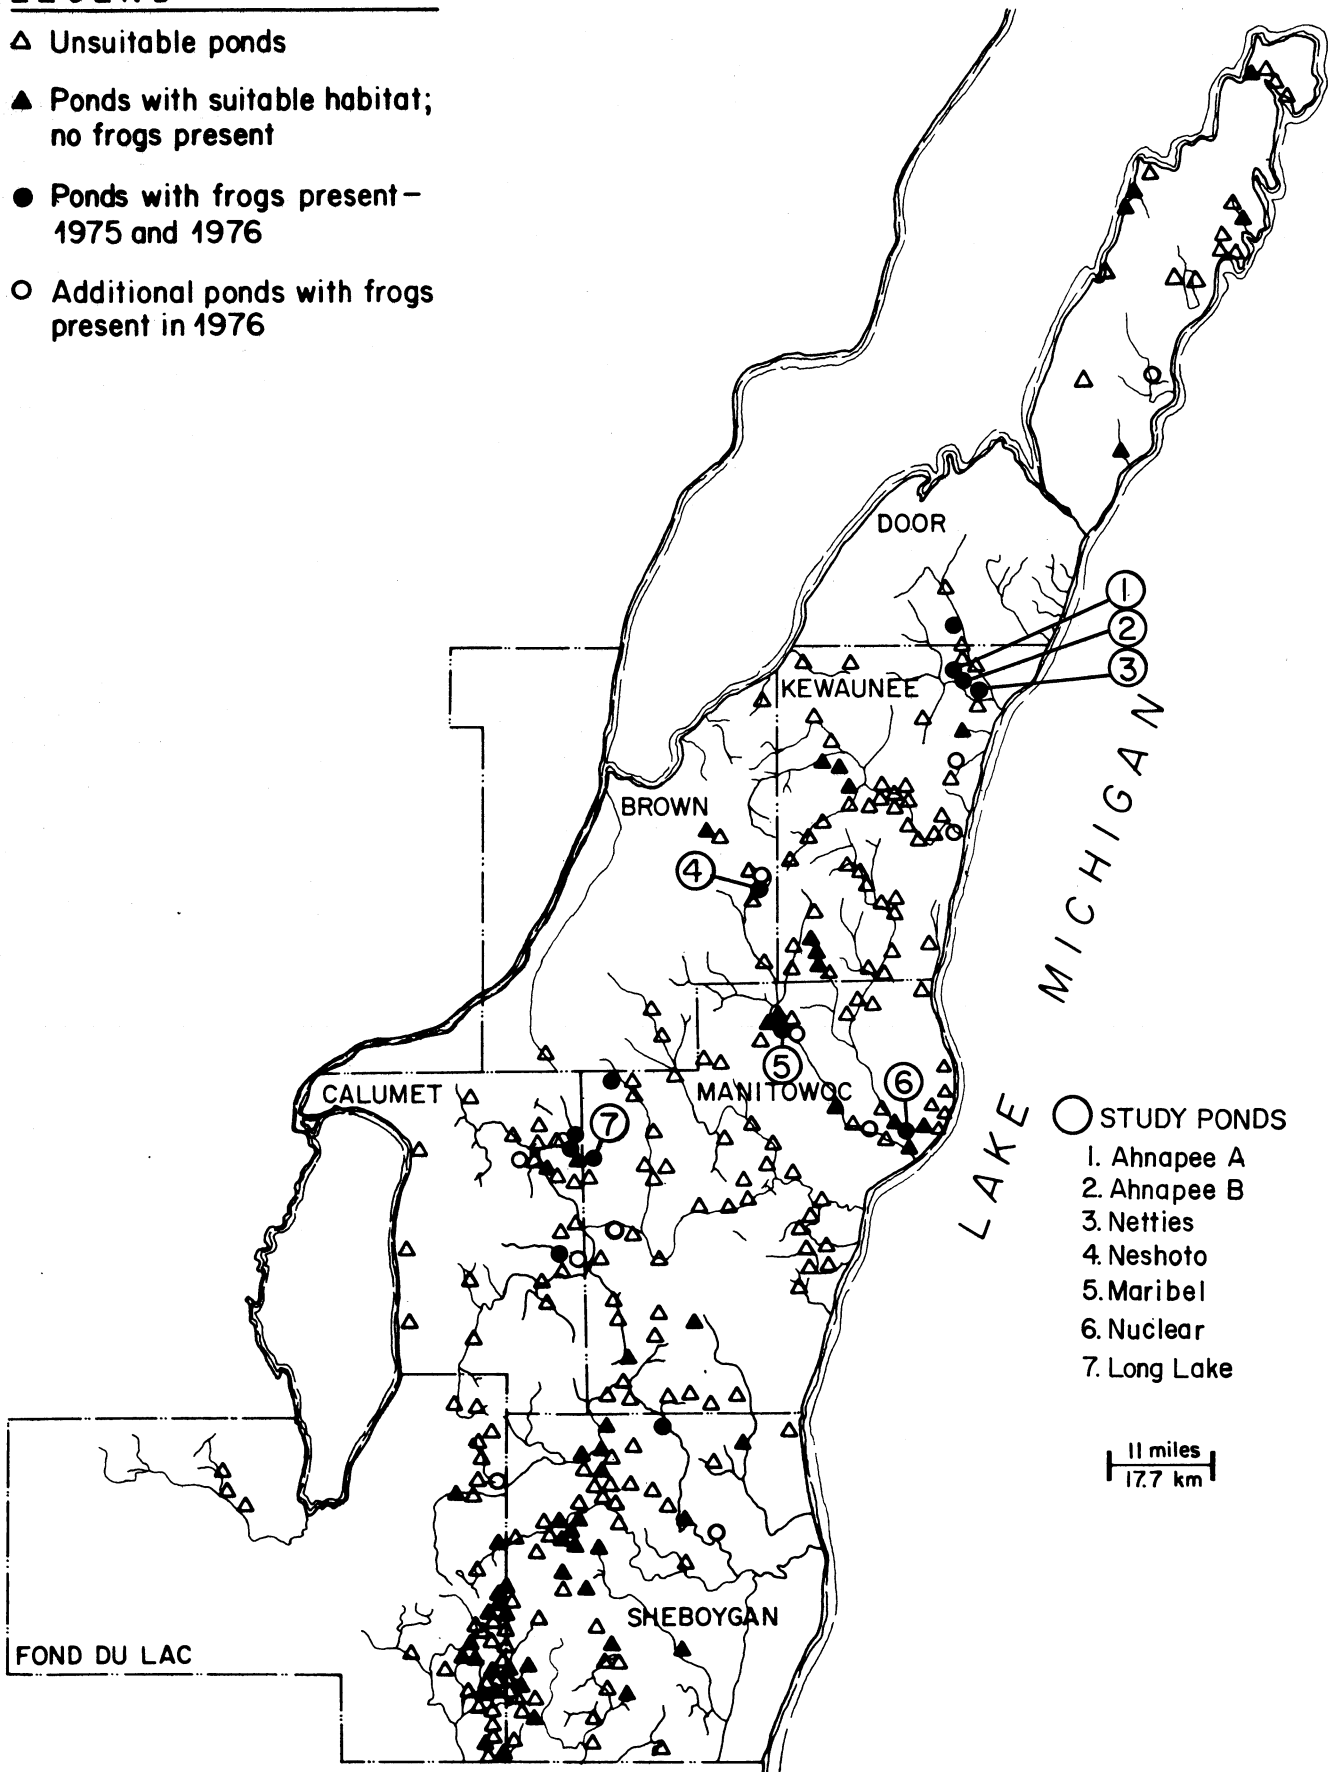 △ Unsuitable ponds
▲ Ponds with suitable habitat;
no frogs present
● Ponds with frogs present–
1975 and 1976
○ Additional ponds with frogs
present in 1976
DOOR
1
2
3
KEWAUNEE
BROWN
4
LAKE MICHIGAN
5
6
CALUMET
MANITOWOC
7
STUDY PONDS
1. Ahnapee A
2. Ahnapee B
3. Netties
4. Neshoto
5. Maribel
6. Nuclear
7. Long Lake
11 miles
17.7 km
SHEBOYGAN
FOND DU LAC